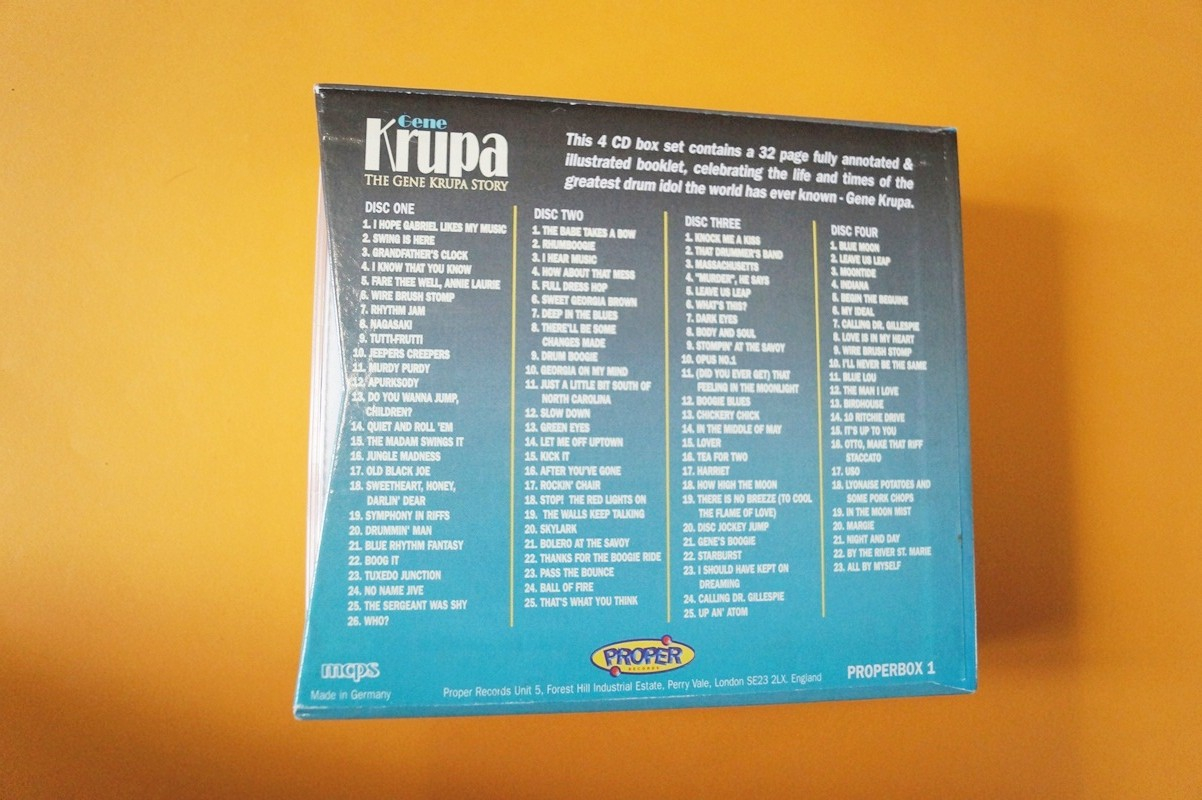 Gene
Krupa
THE GENE KRUPA STORY
This 4 CD box set contains a 32 page fully annotated &
illustrated booklet, celebrating the life and times of the
greatest drum idol the world has ever known - Gene Krupa.
DISC ONE
1. I HOPE GABRIEL LIKES MY MUSIC
2. SWING IS HERE
3. GRANDFATHER'S CLOCK
4. I KNOW THAT YOU KNOW
5. FARE THEE WELL, ANNIE LAURIE
6. WIRE BRUSH STOMP
7. RHYTHM JAM
8. NAGASAKI
9. TUTTI-FRUTTI
10. JEEPERS CREEPERS
11. MURDY PURDY
12. APURKSODY
13. DO YOU WANNA JUMP,
CHILDREN?
14. QUIET AND ROLL 'EM
15. THE MADAM SWINGS IT
16. JUNGLE MADNESS
17. OLD BLACK JOE
18. SWEETHEART, HONEY,
DARLIN' DEAR
19. SYMPHONY IN RIFFS
20. DRUMMIN' MAN
21. BLUE RHYTHM FANTASY
22. BOOG IT
23. TUXEDO JUNCTION
24. NO NAME JIVE
25. THE SERGEANT WAS SHY
26. WHO?
DISC TWO
1. THE BABE TAKES A BOW
2. RHUMBOOGIE
3. I HEAR MUSIC
4. HOW ABOUT THAT MESS
5. FULL DRESS HOP
6. SWEET GEORGIA BROWN
7. DEEP IN THE BLUES
8. THERE'LL BE SOME
CHANGES MADE
9. DRUM BOOGIE
10. GEORGIA ON MY MIND
11. JUST A LITTLE BIT SOUTH OF
NORTH CAROLINA
12. SLOW DOWN
13. GREEN EYES
14. LET ME OFF UPTOWN
15. KICK IT
16. AFTER YOU'VE GONE
17. ROCKIN' CHAIR
18. STOP! THE RED LIGHTS ON
19. THE WALLS KEEP TALKING
20. SKYLARK
21. BOLERO AT THE SAVOY
22. THANKS FOR THE BOOGIE RIDE
23. PASS THE BOUNCE
24. BALL OF FIRE
25. THAT'S WHAT YOU THINK
DISC THREE
1. KNOCK ME A KISS
2. THAT DRUMMER'S BAND
3. MASSACHUSETTS
4. "MURDER", HE SAYS
5. LEAVE US LEAP
6. WHAT'S THIS?
7. DARK EYES
8. BODY AND SOUL
9. STOMPIN' AT THE SAVOY
10. OPUS NO.1
11. (DID YOU EVER GET) THAT
FEELING IN THE MOONLIGHT
12. BOOGIE BLUES
13. CHICKERY CHICK
14. IN THE MIDDLE OF MAY
15. LOVER
16. TEA FOR TWO
17. HARRIET
18. HOW HIGH THE MOON
19. THERE IS NO BREEZE (TO COOL
THE FLAME OF LOVE)
20. DISC JOCKEY JUMP
21. GENE'S BOOGIE
22. STARBURST
23. I SHOULD HAVE KEPT ON
DREAMING
24. CALLING DR. GILLESPIE
25. UP AN' ATOM
DISC FOUR
1. BLUE MOON
2. LEAVE US LEAP
3. MOONTIDE
4. INDIANA
5. BEGIN THE BEGUINE
6. MY IDEAL
7. CALLING DR. GILLESPIE
8. LOVE IS IN MY HEART
9. WIRE BRUSH STOMP
10. I'LL NEVER BE THE SAME
11. BLUE LOU
12. THE MAN I LOVE
13. BIRDHOUSE
14. 10 RITCHIE DRIVE
15. IT'S UP TO YOU
16. OTTO, MAKE THAT RIFF
STACCATO
17. USO
18. LYONAISE POTATOES AND
SOME PORK CHOPS
19. IN THE MOON MIST
20. MARGIE
21. NIGHT AND DAY
22. BY THE RIVER ST. MARIE
23. ALL BY MYSELF
mcps
Made in Germany
PROPER
RECORDS
Proper Records Unit 5, Forest Hill Industrial Estate, Perry Vale, London SE23 2LX. England
PROPERBOX 1